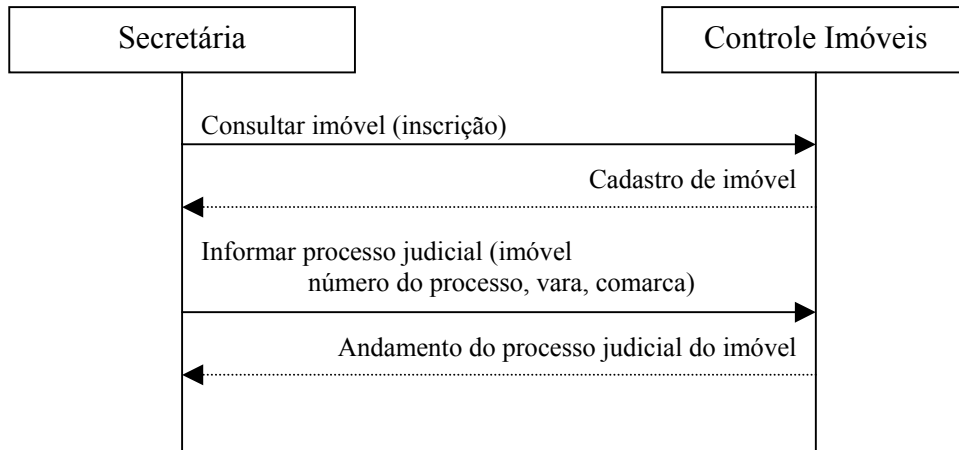 Secretária
Controle Imóveis
Consultar imóvel (inscrição)
Cadastro de imóvel
Informar processo judicial (imóvel
número do processo, vara, comarca)
Andamento do processo judicial do imóvel